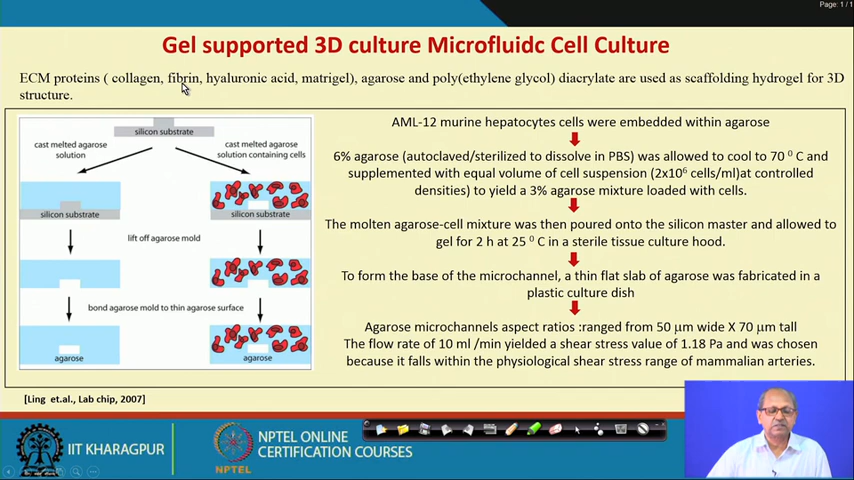 Page: 1 / 1
Gel supported 3D culture Microfluidc Cell Culture
ECM proteins ( collagen, fibrin, hyaluronic acid, matrigel), agarose and poly(ethylene glycol) diacrylate are used as scaffolding hydrogel for 3D
structure.
silicon substrate
cast melted agarose
solution
cast melted agarose
solution containing cells
silicon substrate
silicon substrate
lift off agarose mold
bond agarose mold to thin agarose surface
agarose
agarose
AML-12 murine hepatocytes cells were embedded within agarose
6% agarose (autoclaved/sterilized to dissolve in PBS) was allowed to cool to 70 ⁰ C and
supplemented with equal volume of cell suspension (2x10⁶ cells/ml)at controlled
densities) to yield a 3% agarose mixture loaded with cells.
The molten agarose-cell mixture was then poured onto the silicon master and allowed to
gel for 2 h at 25 ⁰ C in a sterile tissue culture hood.
To form the base of the microchannel, a thin flat slab of agarose was fabricated in a
plastic culture dish
Agarose microchannels aspect ratios :ranged from 50 μm wide X 70 μm tall
The flow rate of 10 ml /min yielded a shear stress value of 1.18 Pa and was chosen
because it falls within the physiological shear stress range of mammalian arteries.
[Ling et.al., Lab chip, 2007]
IIT KHARAGPUR
NPTEL
NPTEL ONLINE
CERTIFICATION COURSES